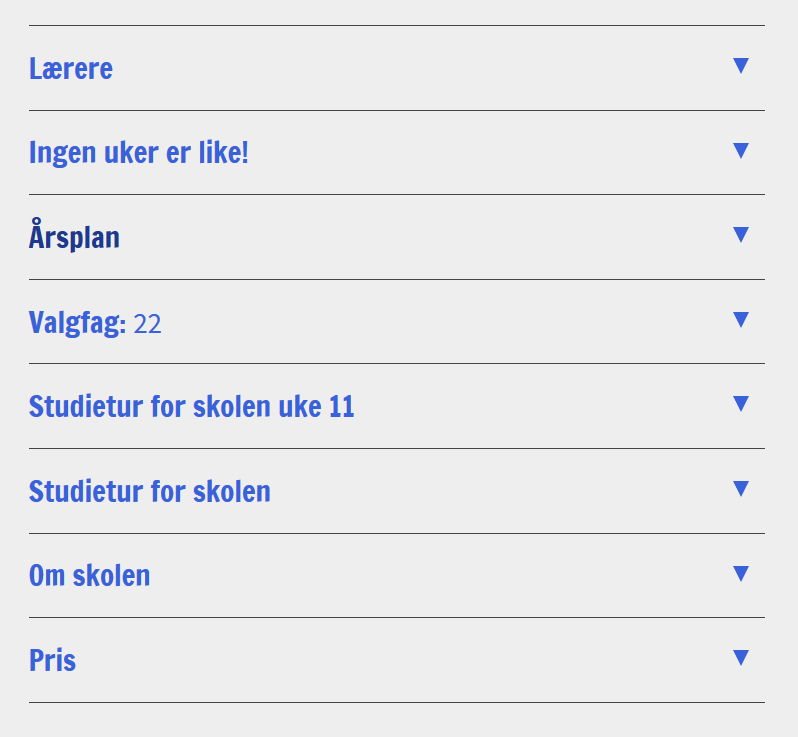 Lærere
Ingen uker er like!
Årsplan
Valgfag: 22
Studietur for skolen uke 11
Studietur for skolen
Om skolen
Pris